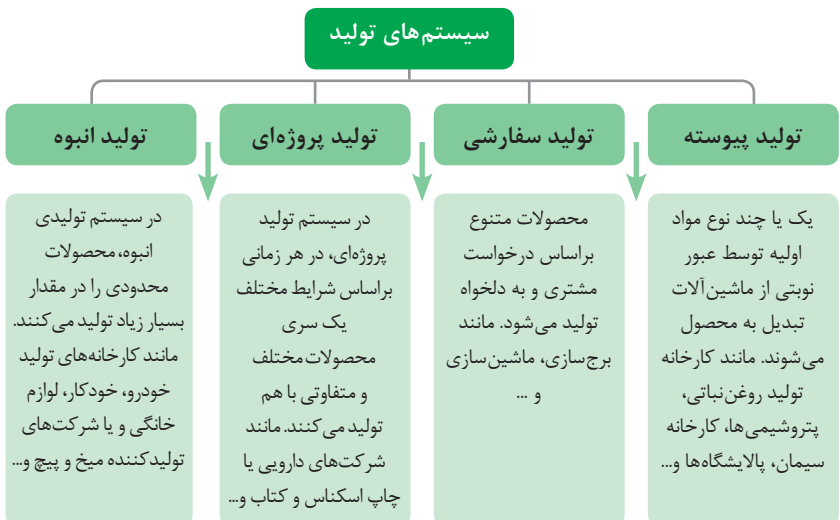 سیستم‌های تولید
تولید پیوسته
یک یا چند نوع مواد
اولیه توسط عبور
نوبتی از ماشین‌آلات
تبدیل به محصول
می‌شوند. مانند کارخانه
تولید روغن‌نباتی،
پتروشیمی‌ها، کارخانه
سیمان، پالایشگاه‌ها و...
تولید سفارشی
محصولات متنوع
براساس درخواست
مشتری و به دلخواه
تولید می‌شود. مانند
برج‌سازی، ماشین‌سازی
و ...
تولید پروژه‌ای
در سیستم تولید
پروژه‌ای، در هر زمانی
براساس شرایط مختلف
یک سری
محصولات مختلف
و متفاوتی با هم
تولید می‌کنند. مانند
شرکت‌های دارویی یا
چاپ اسکناس و کتاب و...
تولید انبوه
در سیستم تولیدی
انبوه، محصولات
محدودی را در مقدار
بسیار زیاد تولید می‌کنند.
مانند کارخانه‌های تولید
خودرو، خودکار، لوازم
خانگی و یا شرکت‌های
تولیدکننده میخ و پیچ و...